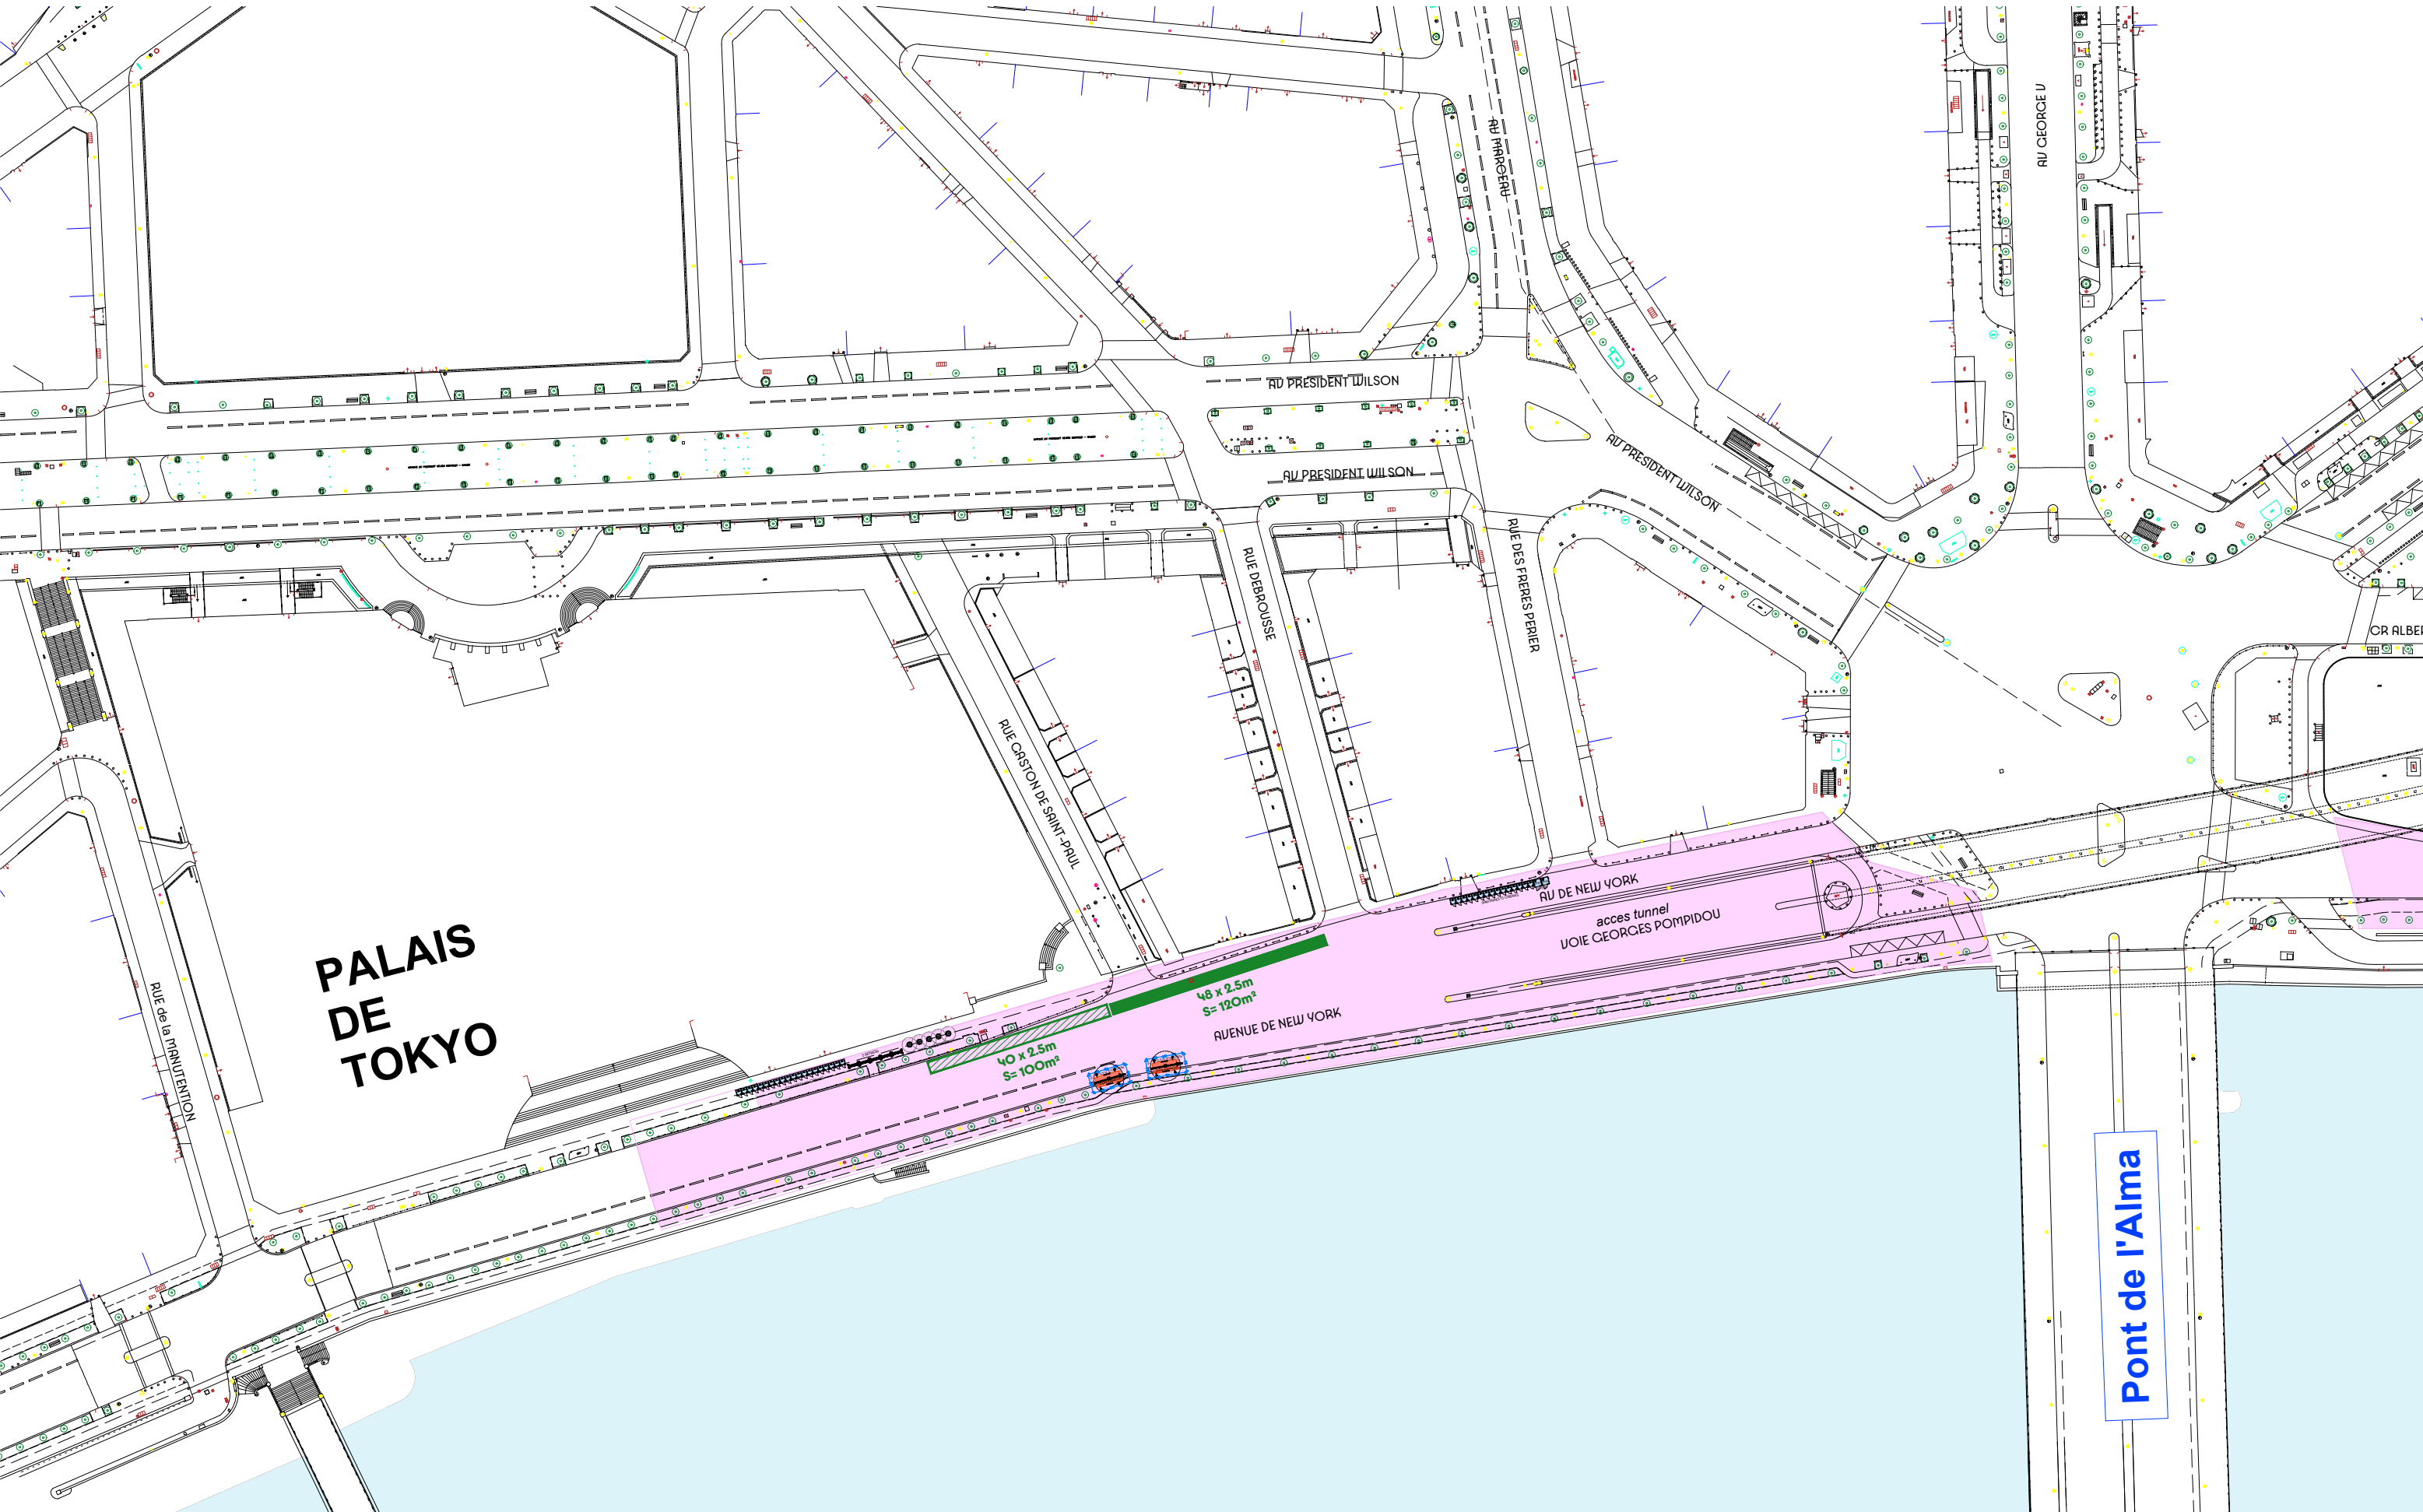 AV GEORGE V
AV MARCEAU
AV PRESIDENT WILSON
AV PRESIDENT WILSON
AV PRESIDENT WILSON
RUE DEBROUSSE
RUE DES FRERES PERIER
CR ALBER
RUE GASTON DE SAINT-PAUL
AV DE NEW YORK
acces tunnel
VOIE GEORGES POMPIDOU
PALAIS
DE
TOKYO
RUE de la MANUTENTION
48 x 2.5m
S= 120m²
AVENUE DE NEW YORK
40 x 2.5m
S= 100m²
Pont de l'Alma